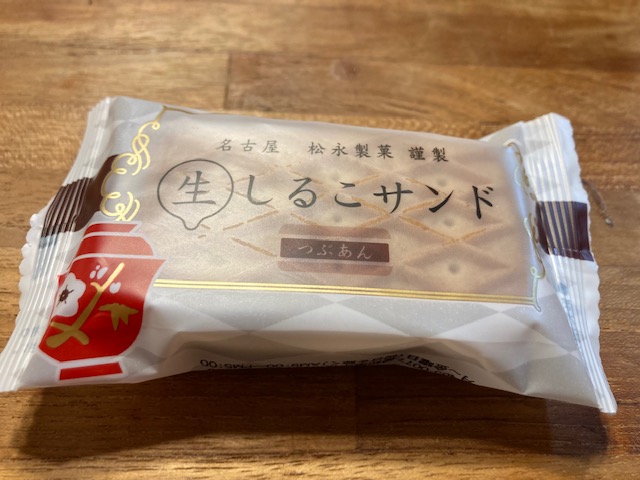 名古屋 松永製菓 謹製
生しるこサンド
つぶあん